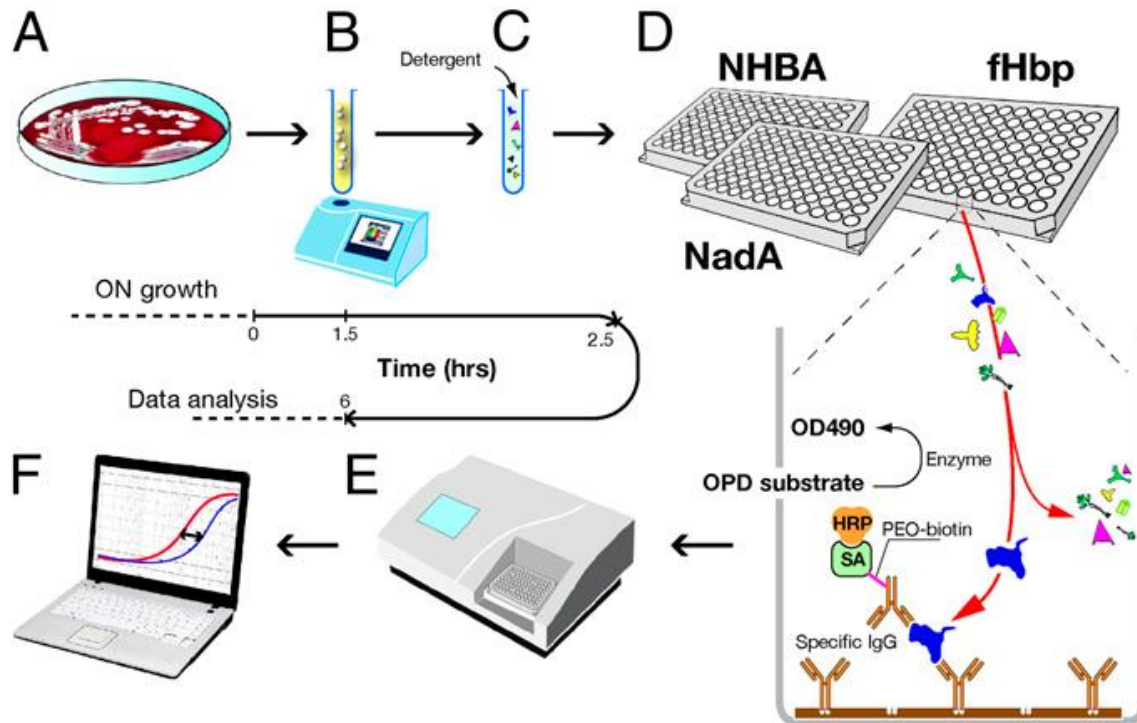 A
B
C
D
Detergent
NHBA
fHbp
NadA
ON growth
0
1.5
2.5
Time (hrs)
Data analysis
6
OD490
Enzyme
OPD substrate
HRP
PEO-biotin
SA
Specific IgG
F
E